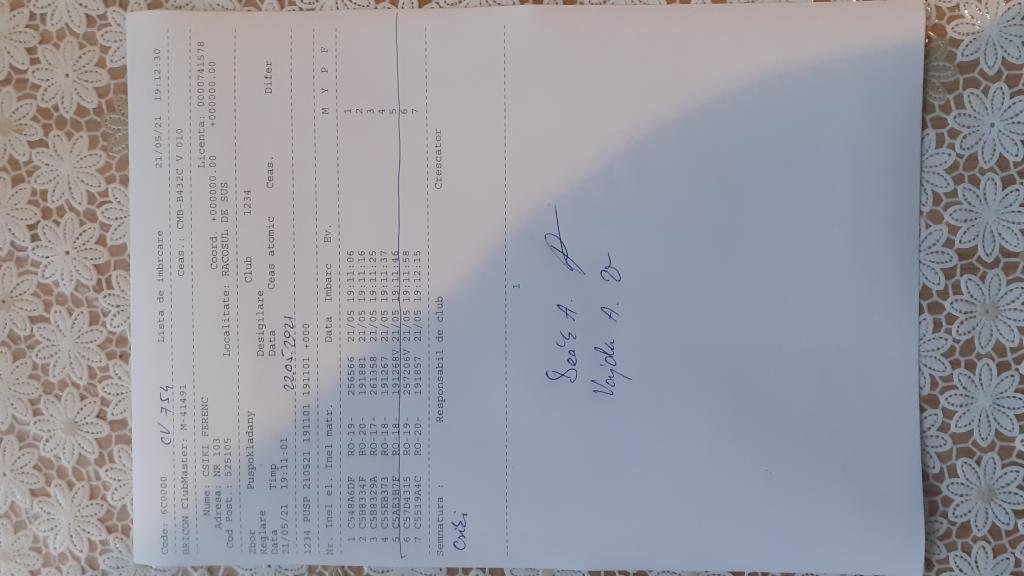 Code: 6C0000 CV 754 Lista de imbrcare 21/05/21 19:12:30
BRICON ClubMaster: M-41491 Ceas.: CMB-B432C V 010
Nume: CSIKI FERENC Licenta: 0000741578
Adresa: NR 103 Coord. +000000.00 +000000.00
Cod Post.: 525105 Localitate: RACOSUL DE SUS
Zbor Puspokladany Club 1234
Reglare Desigilare
Data Timp Data Ceas atomic Ceas. Difer
21/05/21 19:11:01 22.05.2021
1234 PUSP 210521 191101 191101 +000
Nr. Inel el. Inel matr. Data Imbarc Ev. M Y P F
1 C548A6DF RO-19- 256566 21/05 19:11:06 1
2 C5B8334F RO-20- 191881 21/05 19:11:16 2
3 C5B8329A RO-17- 261358 21/05 19:11:25 3
4 C55EB373 RO-18- 191267 21/05 19:11:37 4
5 C5AE3B7F RO-18- 191268V 21/05 19:11:46 5
6 C57D4315 RO-19- 257206V 21/05 19:11:58 6
7 C5519A4C RO-20- 191857 21/05 19:12:15 7
Semnatura : Responsabil de club Crescator
Csiki
1
Deák A.
Vajda A.